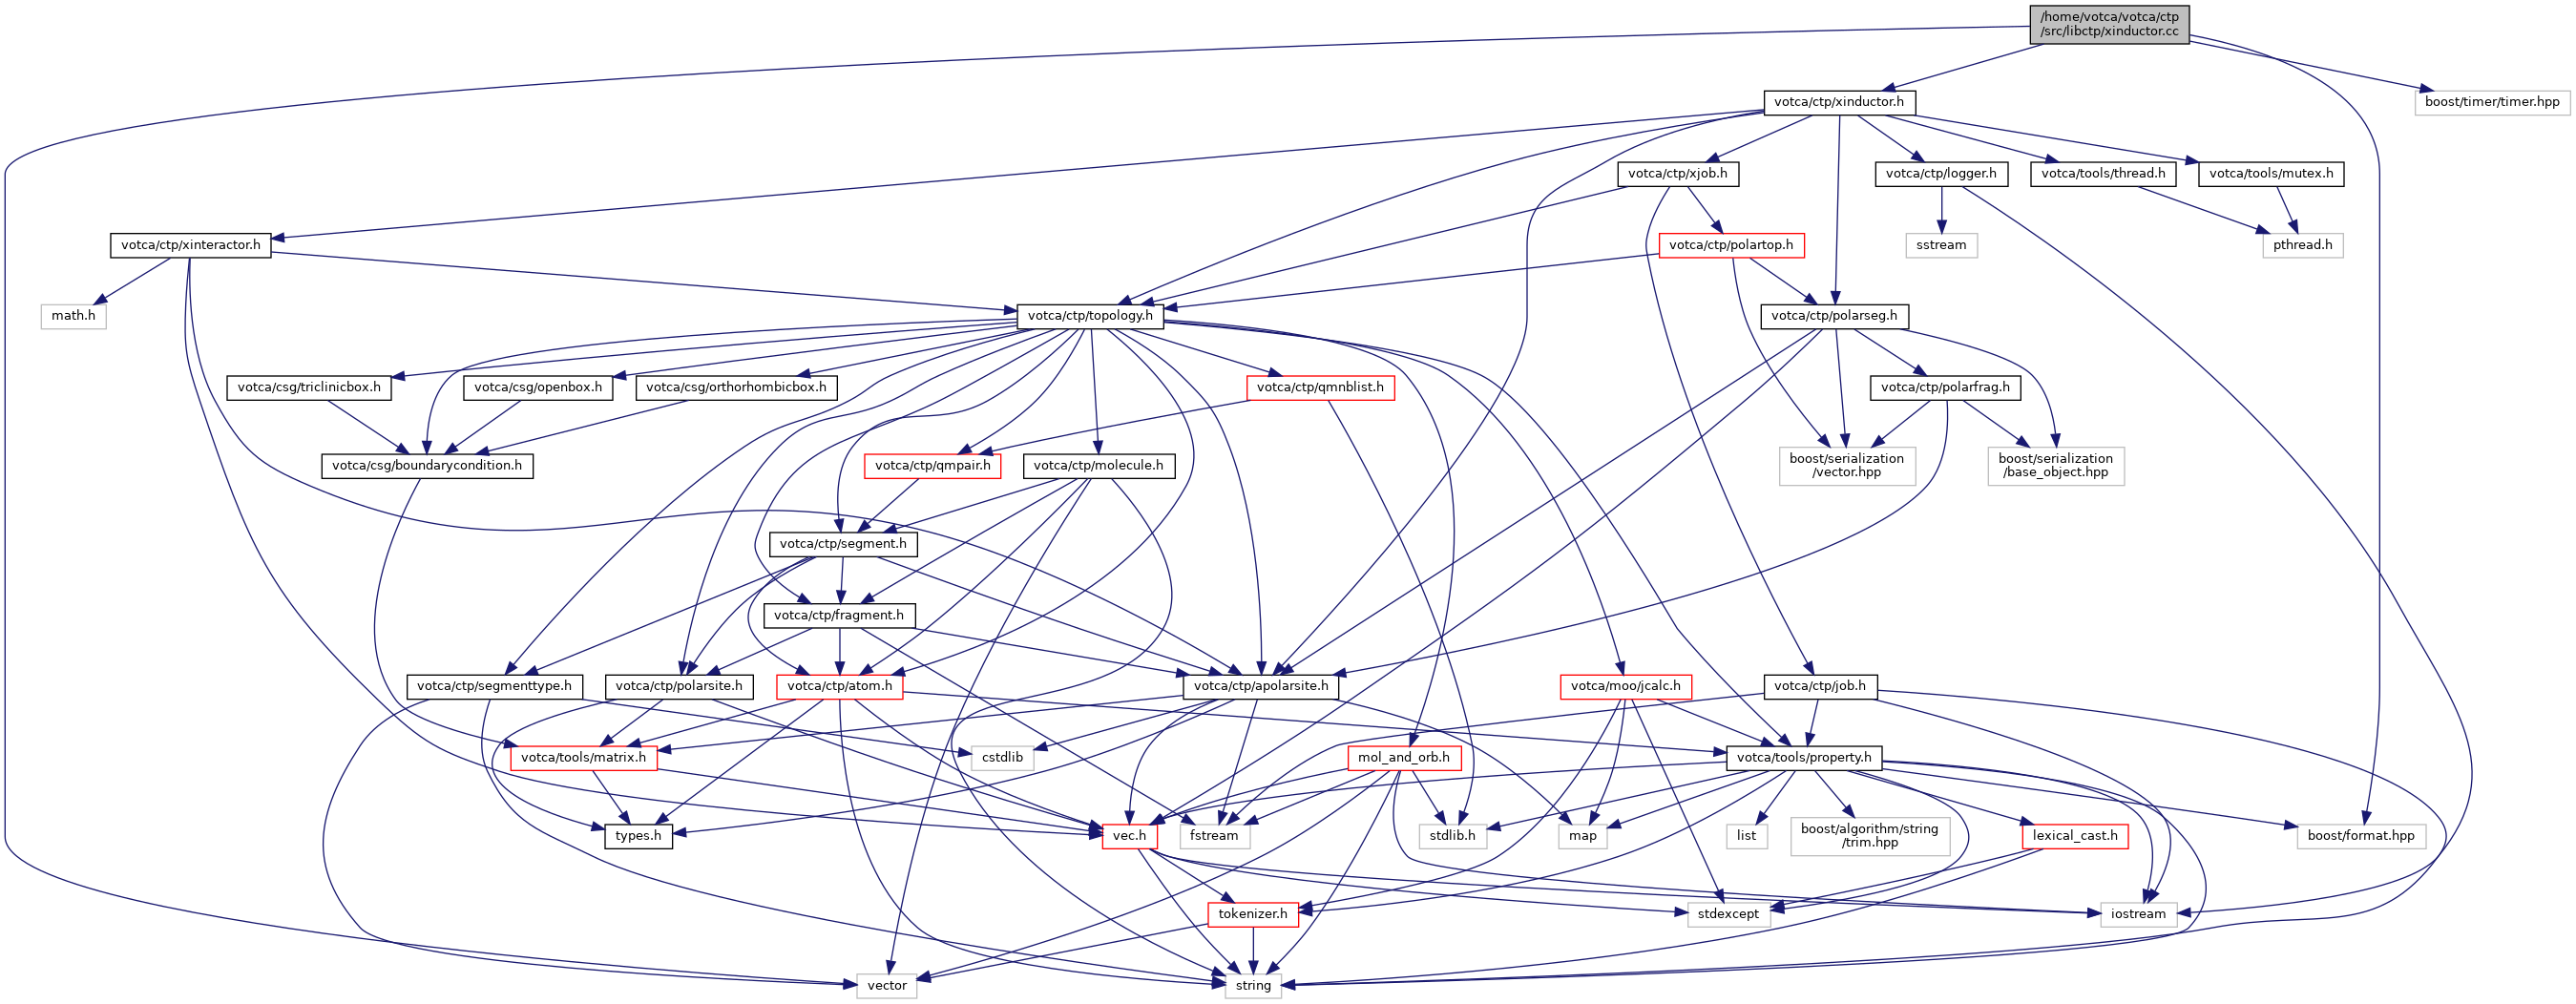 /home/votca/votca/ctp
/src/libctp/xinductor.cc
votca/ctp/xinductor.h
boost/timer/timer.hpp
votca/ctp/xjob.h
votca/ctp/logger.h
votca/tools/thread.h
votca/tools/mutex.h
votca/ctp/xinteractor.h
votca/ctp/polartop.h
sstream
pthread.h
math.h
votca/ctp/topology.h
votca/ctp/polarseg.h
votca/csg/triclinicbox.h
votca/csg/openbox.h
votca/csg/orthorhombicbox.h
votca/ctp/qmnblist.h
votca/ctp/polarfrag.h
votca/csg/boundarycondition.h
votca/ctp/qmpair.h
votca/ctp/molecule.h
boost/serialization
/vector.hpp
boost/serialization
/base_object.hpp
votca/ctp/segment.h
votca/ctp/fragment.h
votca/ctp/segmenttype.h
votca/ctp/polarsite.h
votca/ctp/atom.h
votca/ctp/apolarsite.h
votca/moo/jcalc.h
votca/ctp/job.h
votca/tools/matrix.h
cstdlib
mol_and_orb.h
votca/tools/property.h
types.h
vec.h
fstream
stdlib.h
map
list
boost/algorithm/string
/trim.hpp
lexical_cast.h
boost/format.hpp
tokenizer.h
stdexcept
iostream
vector
string